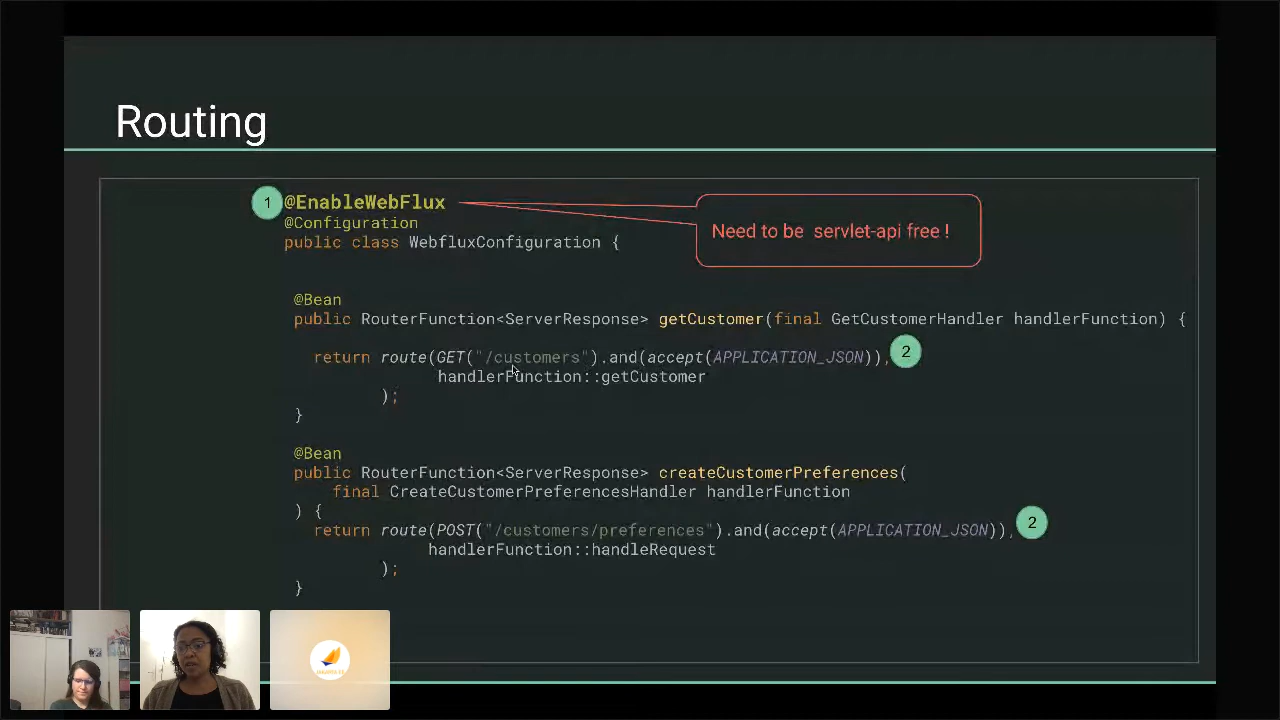 Routing
1
@EnableWebFlux
@Configuration
public class WebfluxConfiguration {
Need to be servlet-api free !
@Bean
public RouterFunction<ServerResponse> getCustomer(final GetCustomerHandler handlerFunction) {
return route(GET("/customers").and(accept(APPLICATION_JSON)),
2
handlerFunction::getCustomer
);
}
@Bean
public RouterFunction<ServerResponse> createCustomerPreferences(
final CreateCustomerPreferencesHandler handlerFunction
) {
return route(POST("/customers/preferences").and(accept(APPLICATION_JSON)),
2
handlerFunction::handleRequest
);
}